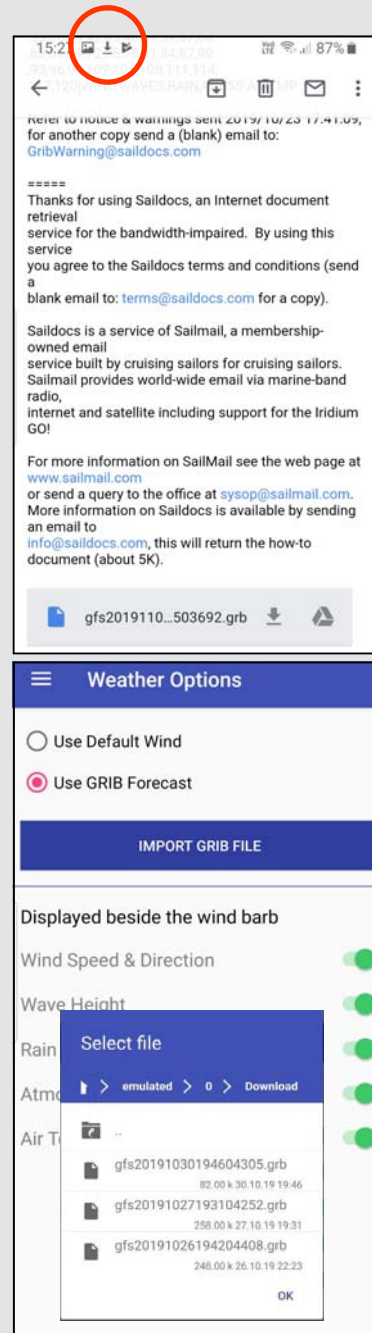 15:2
87%
,93,96,
108,111,114,
Refer to notice & warnings sent 2019/10/23 17:41:09,
for another copy send a (blank) email to:
GribWarning@saildocs.com
=====
Thanks for using Saildocs, an Internet document
retrieval
service for the bandwidth-impaired. By using this
service
you agree to the Saildocs terms and conditions (send
a
blank email to: terms@saildocs.com for a copy).
Saildocs is a service of Sailmail, a membership-
owned email
service built by cruising sailors for cruising sailors.
Sailmail provides world-wide email via marine-band
radio,
internet and satellite including support for the Iridium
GO!
For more information on SailMail see the web page at
www.sailmail.com
or send a query to the office at sysop@sailmail.com.
More information on Saildocs is available by sending
an email to
info@saildocs.com, this will return the how-to
document (about 5K).
gfs2019110...503692.grb
Weather Options
Use Default Wind
Use GRIB Forecast
IMPORT GRIB FILE
Displayed beside the wind barb
Wind Speed & Direction
Wave Height
Rain
Atmo
Air Te
Select file
emulated > 0 > Download
..
gfs20191030194604305.grb
82.00 k 30.10.19 19:46
gfs20191027193104252.grb
258.00 k 27.10.19 19:31
gfs20191026194204408.grb
248.00 k 26.10.19 22:23
OK